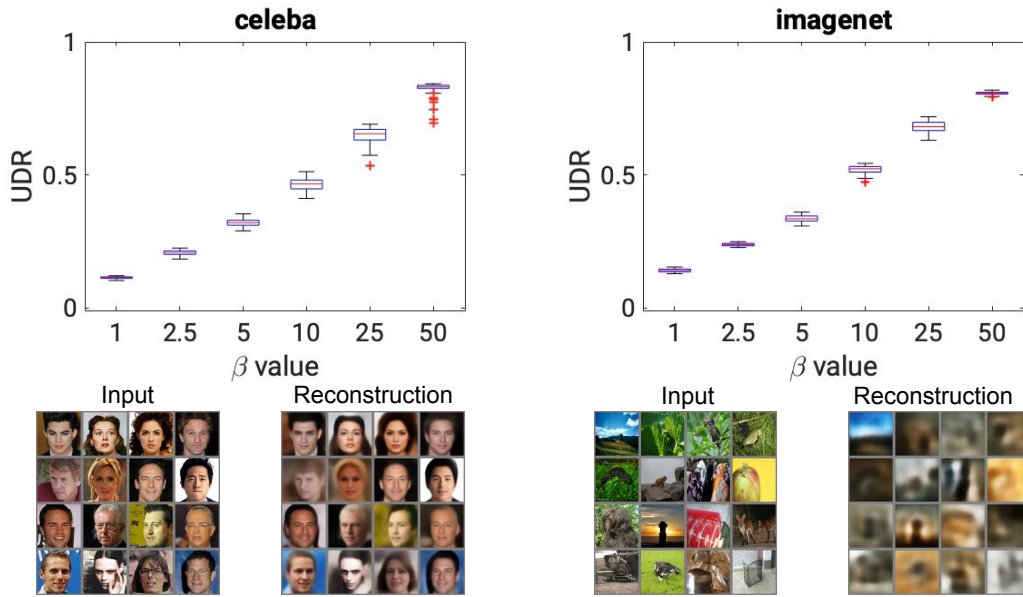 celeba
1
0.5
0
UDR
1 2.5 5 10 25 50
β value
Input Reconstruction
imagenet
1
0.5
0
UDR
1 2.5 5 10 25 50
β value
Input Reconstruction